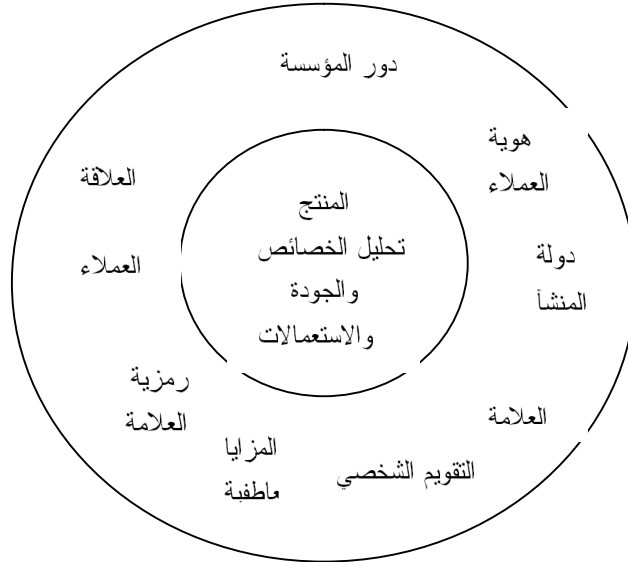 دور المؤسسة
هوية
العملاء
دولة
المنشأ
العلامة
التقويم الشخصي
المزايا
عاطفبة
رمزية
العلامة
العملاء
العلاقة
المنتج
تحليل الخصائص
والجودة
والاستعمالات